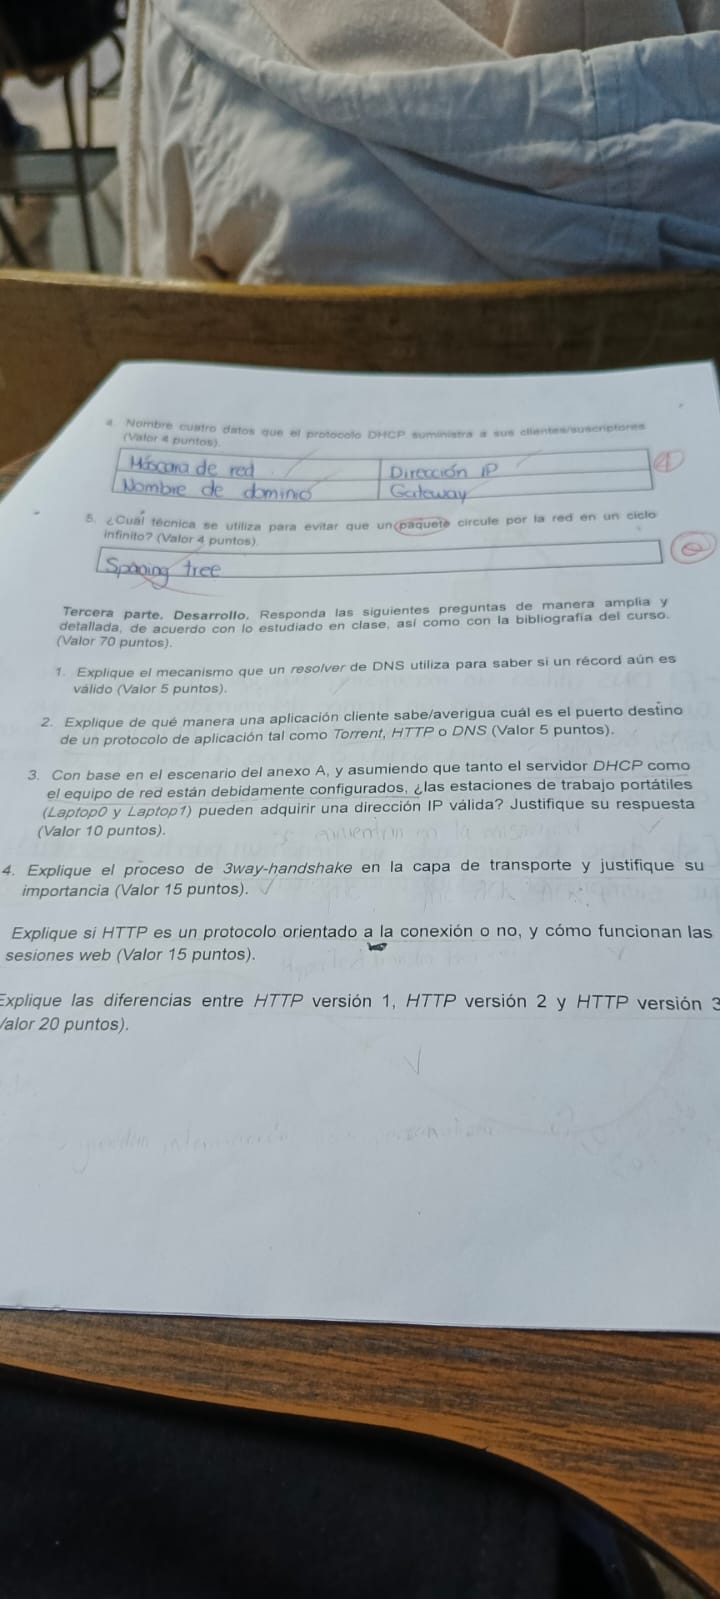 4. Nombre cuatro datos que el protocolo DHCP suministra a sus clientes/suscriptores
(Valor 4 puntos).
Máscara de red Dirección IP 4
Nombre de dominio Gateway
5. ¿Cuál técnica se utiliza para evitar que un paquete circule por la red en un ciclo
infinito? (Valor 4 puntos).
tree
Tercera parte. Desarrollo. Responda las siguientes preguntas de manera amplia y
detallada, de acuerdo con lo estudiado en clase, así como con la bibliografía del curso.
(Valor 70 puntos).
1. Explique el mecanismo que un resolver de DNS utiliza para saber si un récord aún es
válido (Valor 5 puntos).
2. Explique de qué manera una aplicación cliente sabe/averigua cuál es el puerto destino
de un protocolo de aplicación tal como Torrent, HTTP o DNS (Valor 5 puntos).
3. Con base en el escenario del anexo A, y asumiendo que tanto el servidor DHCP como
el equipo de red están debidamente configurados, ¿las estaciones de trabajo portátiles
(Laptop0 y Laptop1) pueden adquirir una dirección IP válida? Justifique su respuesta
(Valor 10 puntos).
4. Explique el proceso de 3way-handshake en la capa de transporte y justifique su
importancia (Valor 15 puntos).
Explique si HTTP es un protocolo orientado a la conexión o no, y cómo funcionan las
sesiones web (Valor 15 puntos).
Explique las diferencias entre HTTP versión 1, HTTP versión 2 y HTTP versión 3
Valor 20 puntos).